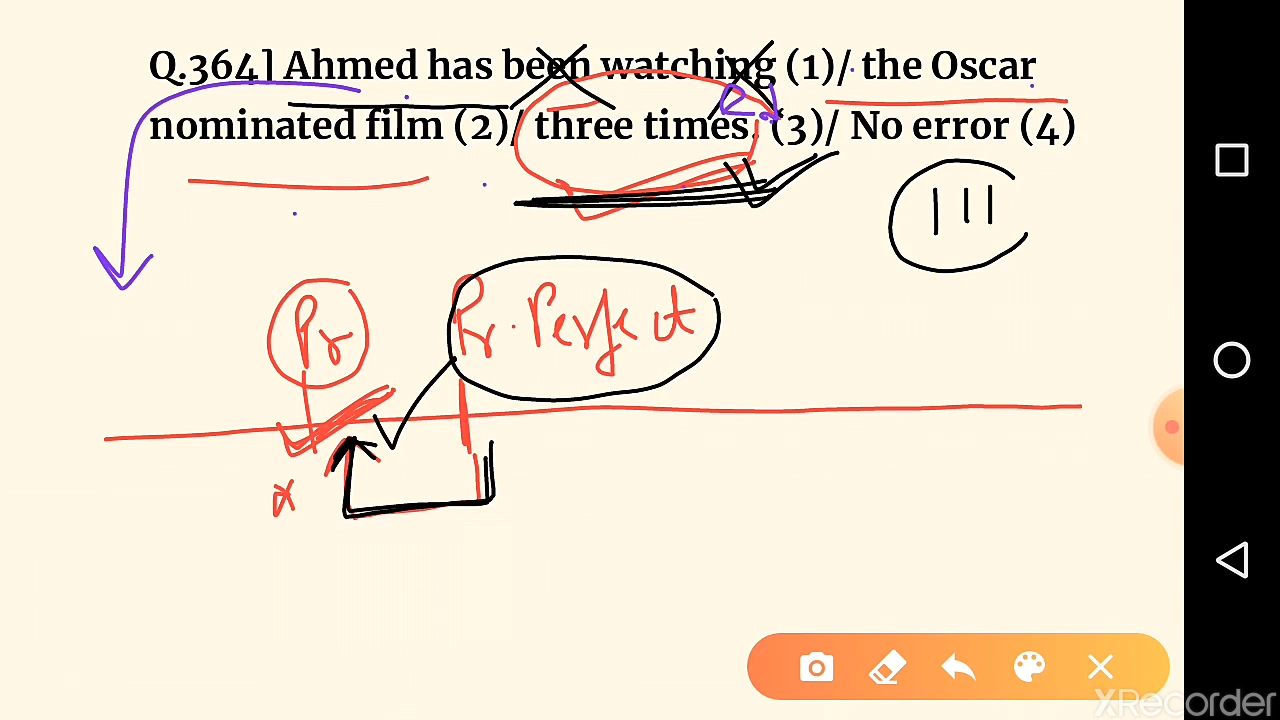 Q.364] Ahmed has been watching (1)/ the Oscar
nominated film (2)/ three times. (3)/ No error (4)
Pr
Pr. Perfect
XRecorder